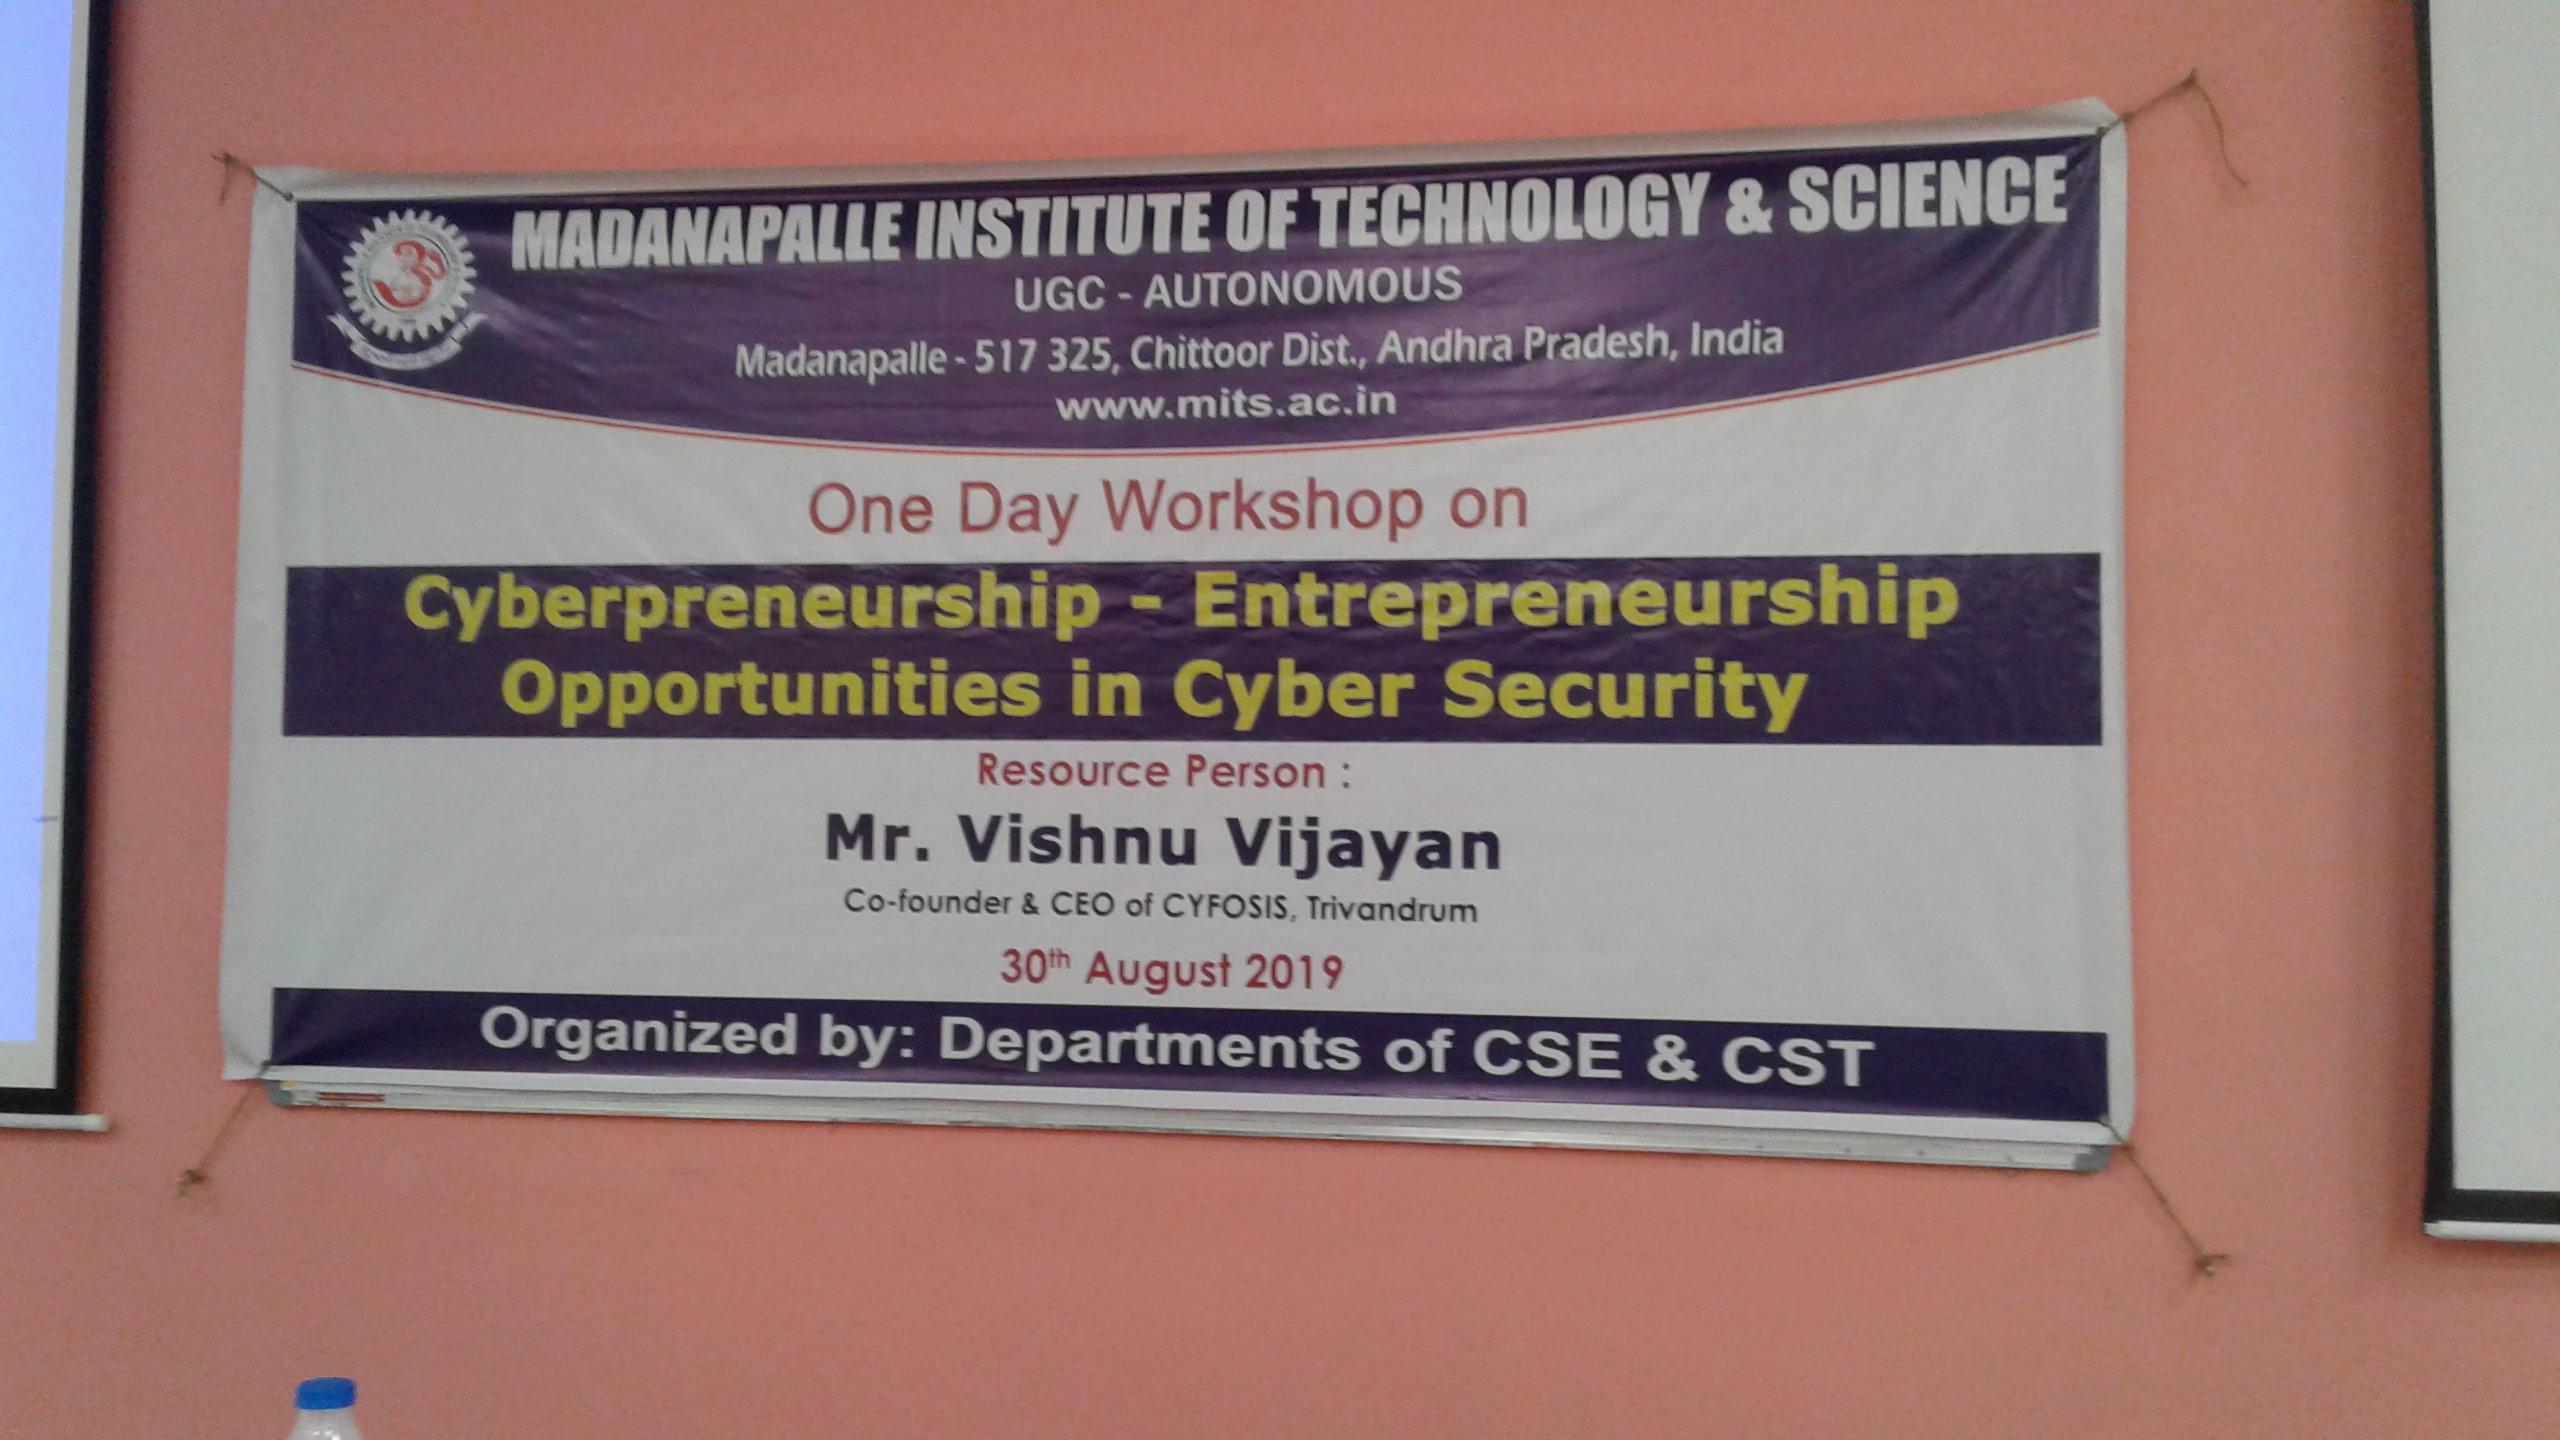 MADANAPALLE INSTITUTE OF TECHNOLOGY & SCIENCE
UGC - AUTONOMOUS
Madanapalle - 517 325, Chittoor Dist., Andhra Pradesh, India
www.mits.ac.in
One Day Workshop on
Cyberpreneurship - Entrepreneurship
Opportunities in Cyber Security
Resource Person :
Mr. Vishnu Vijayan
Co-founder & CEO of CYFOSIS, Trivandrum
30th August 2019
Organized by: Departments of CSE & CST